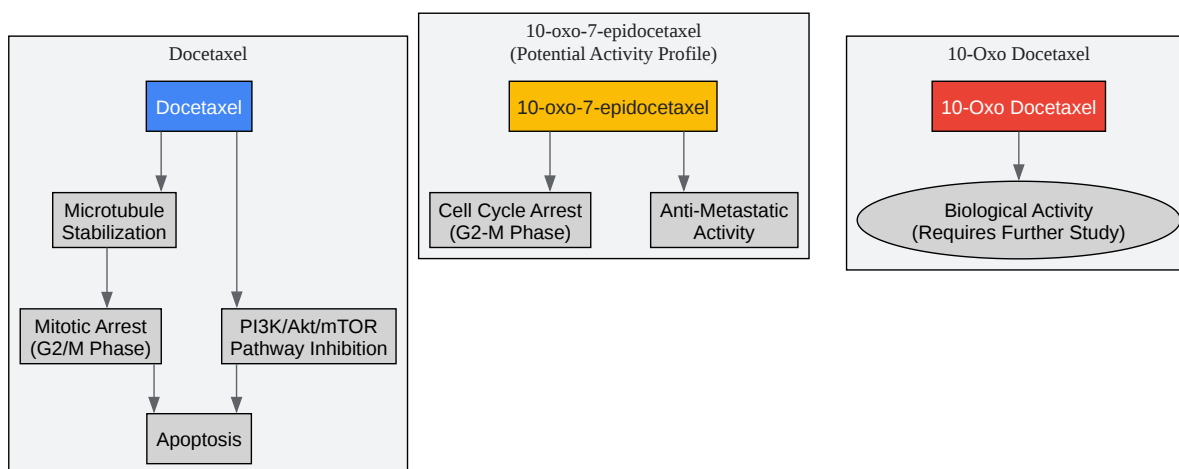 Docetaxel
Docetaxel
Microtubule
Stabilization
Mitotic Arrest
(G2/M Phase)
PI3K/Akt/mTOR
Pathway Inhibition
Apoptosis
10-oxo-7-epidocetaxel
(Potential Activity Profile)
10-oxo-7-epidocetaxel
Cell Cycle Arrest
(G2-M Phase)
Anti-Metastatic
Activity
10-Oxo Docetaxel
10-Oxo Docetaxel
Biological Activity
(Requires Further Study)